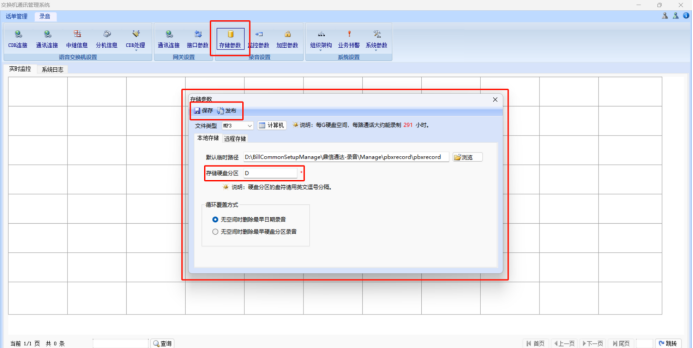 交换机通讯管理系统
话单管理 录音
CDR连接 通讯连接 中继信息 分机信息 CDR处理 通讯连接 接口参数 存储参数 监控参数 加密参数 组织架构 业务预警 系统参数
语音交换机设置 网关设置 录音设置 系统设置
实时监控 系统日志
存储参数
保存 发布
文件类型 mp3 计算机 说明：每G硬盘空间，每路通话大约能录制 291 小时。
本地存储 远程存储
默认临时路径 D:\BillCommonSetupManage\鼎信通达-录音\Manage\pbxrecord\pbxrecord 浏览
存储硬盘分区 D *
说明：硬盘分区的盘符请用英文逗号分隔。
循环覆盖方式
无空间时删除最早日期录音
无空间时删除最早硬盘分区录音
当前 1/1 页 共 0 条 查询 首页 上一页 下一页 尾页 跳转